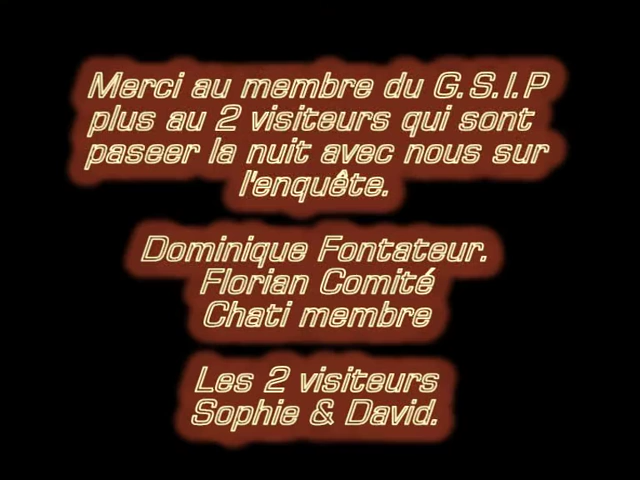 Merci au membre du G.S.I.P
plus au 2 visiteurs qui sont
paseer la nuit avec nous sur
l'enquête.
Dominique Fontateur.
Florian Comité
Chati membre
Les 2 visiteurs
Sophie & David.